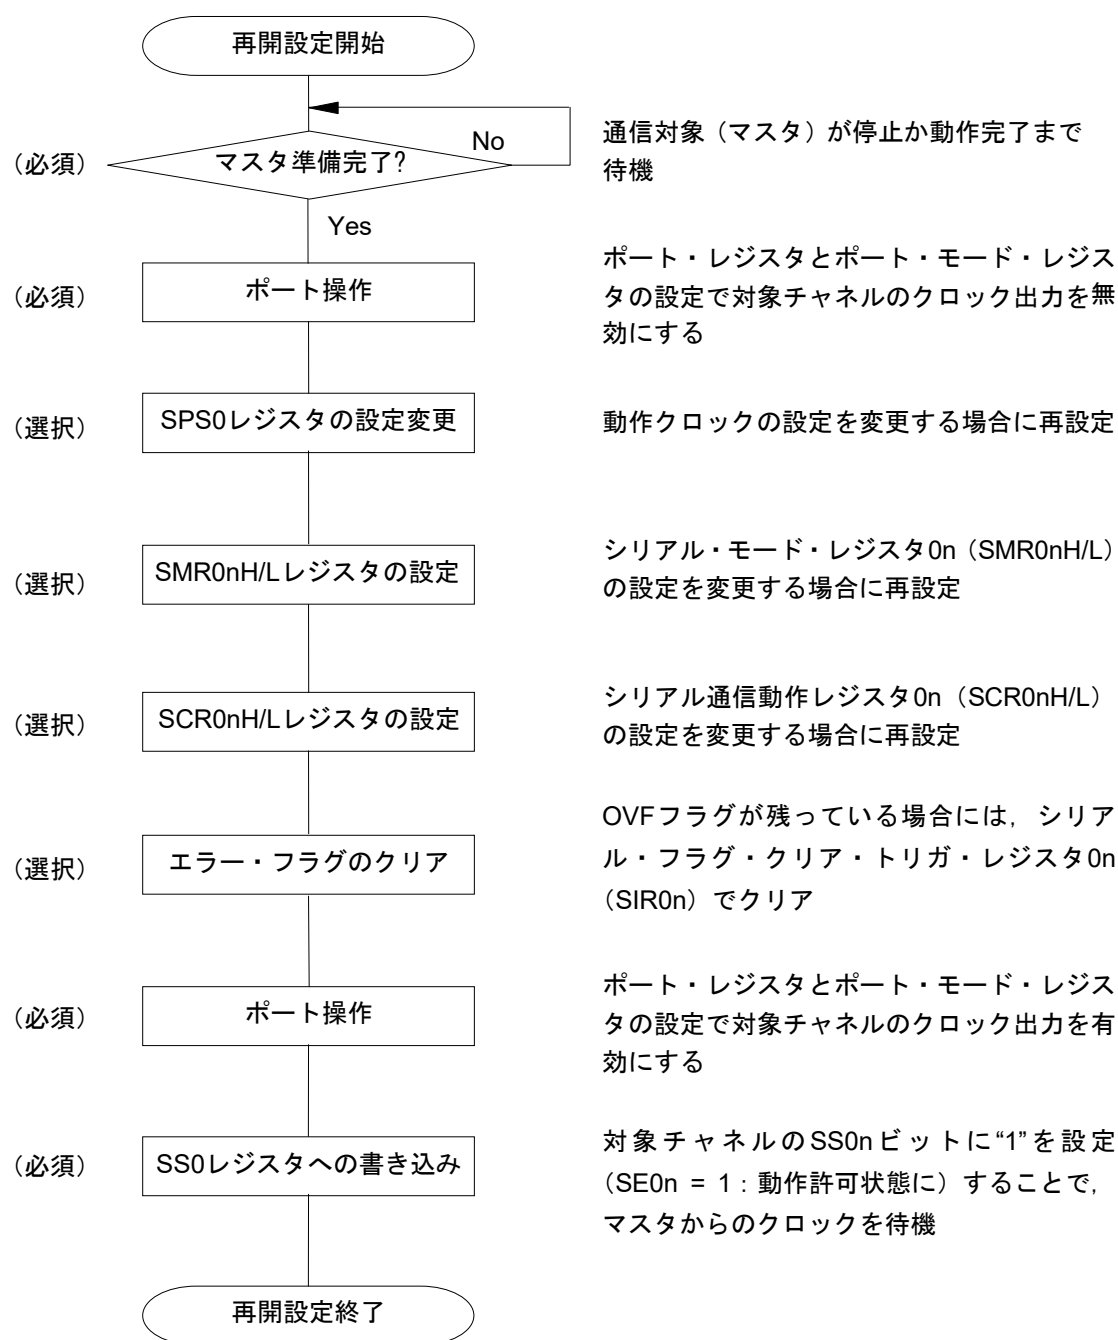 再開設定開始
No
通信対象（マスタ）が停止か動作完了まで
待機
（必須）
マスタ準備完了?
Yes
ポート・レジスタとポート・モード・レジス
タの設定で対象チャネルのクロック出力を無
効にする
（必須）
ポート操作
（選択）
SPS0レジスタの設定変更
動作クロックの設定を変更する場合に再設定
シリアル・モード・レジスタ0n（SMR0nH/L）
の設定を変更する場合に再設定
（選択）
SMR0nH/Lレジスタの設定
シリアル通信動作レジスタ0n（SCR0nH/L）
の設定を変更する場合に再設定
（選択）
SCR0nH/Lレジスタの設定
OVFフラグが残っている場合には，シリア
ル・フラグ・クリア・トリガ・レジスタ0n
（SIR0n）でクリア
（選択）
エラー・フラグのクリア
ポート・レジスタとポート・モード・レジス
タの設定で対象チャネルのクロック出力を有
効にする
（必須）
ポート操作
対象チャネルのSS0nビットに“1”を設定
（SE0n = 1：動作許可状態に）することで，
マスタからのクロックを待機
（必須）
SS0レジスタへの書き込み
再開設定終了